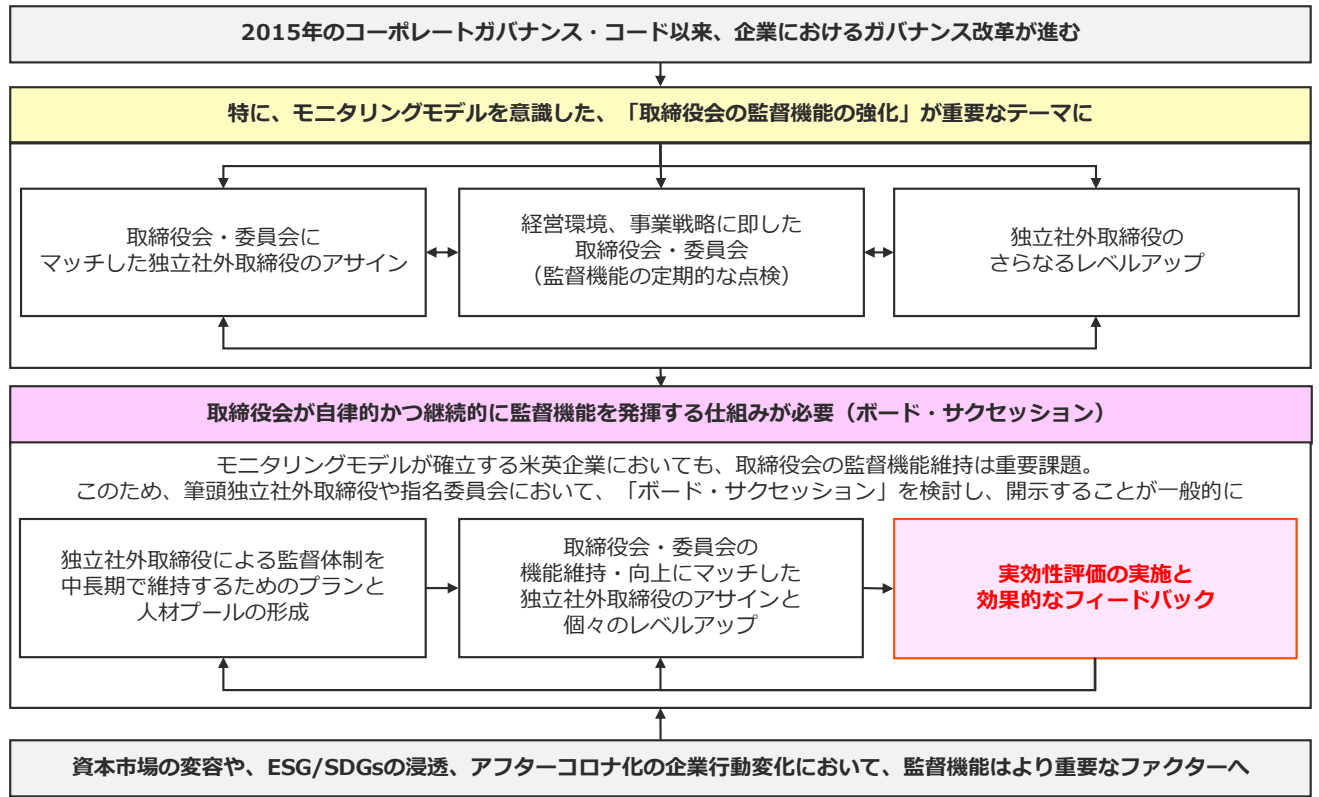 2015年のコーポレートガバナンス・コード以来、企業におけるガバナンス改革が進む
特に、モニタリングモデルを意識した、「取締役会の監督機能の強化」が重要なテーマに
取締役会・委員会に
マッチした独立社外取締役のアサイン
経営環境、事業戦略に即した
取締役会・委員会
（監督機能の定期的な点検）
独立社外取締役の
さらなるレベルアップ
取締役会が自律的かつ継続的に監督機能を発揮する仕組みが必要（ボード・サクセッション）
モニタリングモデルが確立する米英企業においても、取締役会の監督機能維持は重要課題。
このため、筆頭独立社外取締役や指名委員会において、「ボード・サクセッション」を検討し、開示することが一般的に
独立社外取締役による監督体制を
中長期で維持するためのプランと
人材プールの形成
取締役会・委員会の
機能維持・向上にマッチした
独立社外取締役のアサインと
個々のレベルアップ
実効性評価の実施と
効果的なフィードバック
資本市場の変容や、ESG/SDGsの浸透、アフターコロナ化の企業行動変化において、監督機能はより重要なファクターへ